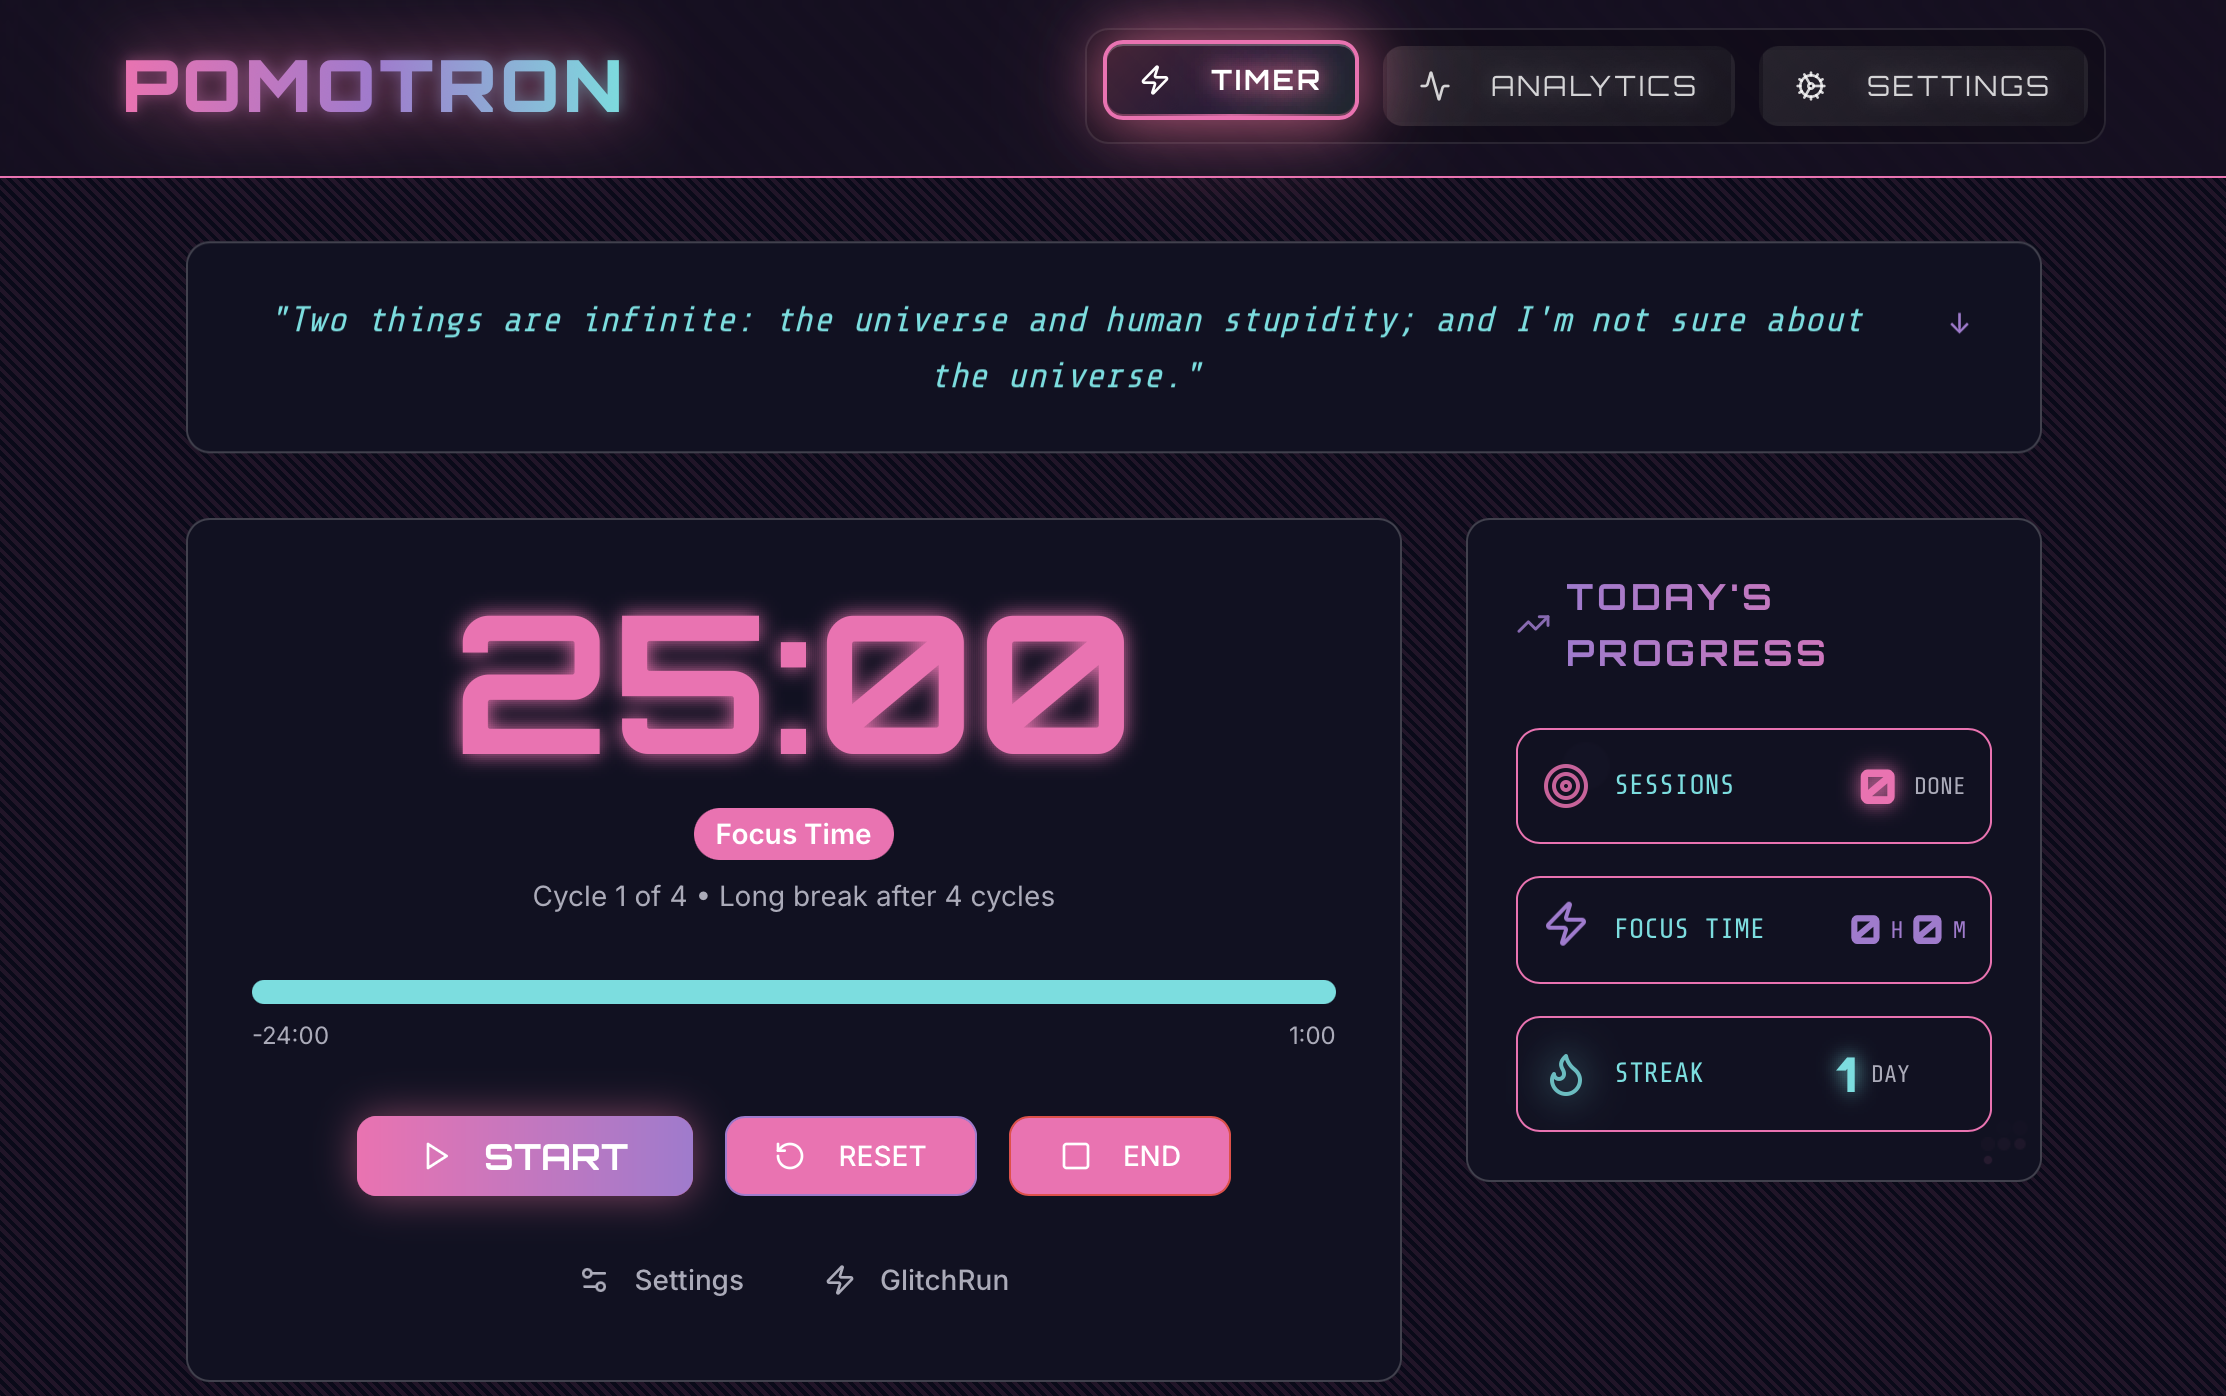 POMOTRON
TIMER
ANALYTICS
SETTINGS
"Two things are infinite: the universe and human stupidity; and I'm not sure about
the universe."
25:00
Focus Time
Cycle 1 of 4 • Long break after 4 cycles
-24:00
1:00
START
RESET
END
Settings
GlitchRun
TODAY'S
PROGRESS
SESSIONS
0 DONE
FOCUS TIME
0 H 0 M
STREAK
1 DAY